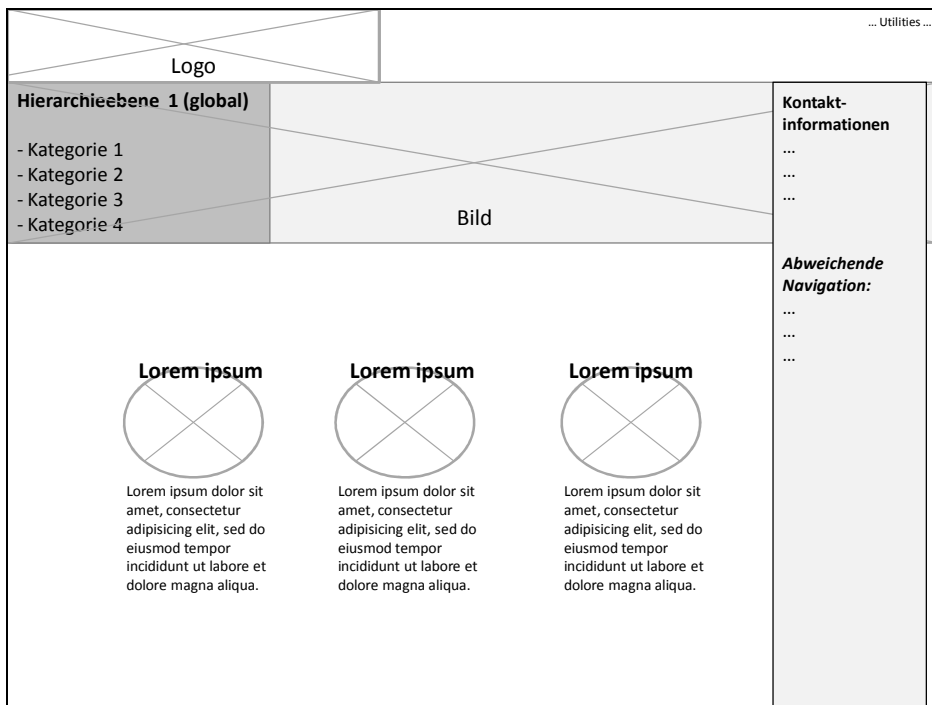 ... Utilities ...
Logo
Hierarchieebene 1 (global)
- Kategorie 1
- Kategorie 2
- Kategorie 3
- Kategorie 4
Bild
Kontakt-
informationen
...
...
...
Abweichende
Navigation:
...
...
...
Lorem ipsum
Lorem ipsum dolor sit
amet, consectetur
adipisicing elit, sed do
eiusmod tempor
incididunt ut labore et
dolore magna aliqua.
Lorem ipsum
Lorem ipsum dolor sit
amet, consectetur
adipisicing elit, sed do
eiusmod tempor
incididunt ut labore et
dolore magna aliqua.
Lorem ipsum
Lorem ipsum dolor sit
amet, consectetur
adipisicing elit, sed do
eiusmod tempor
incididunt ut labore et
dolore magna aliqua.